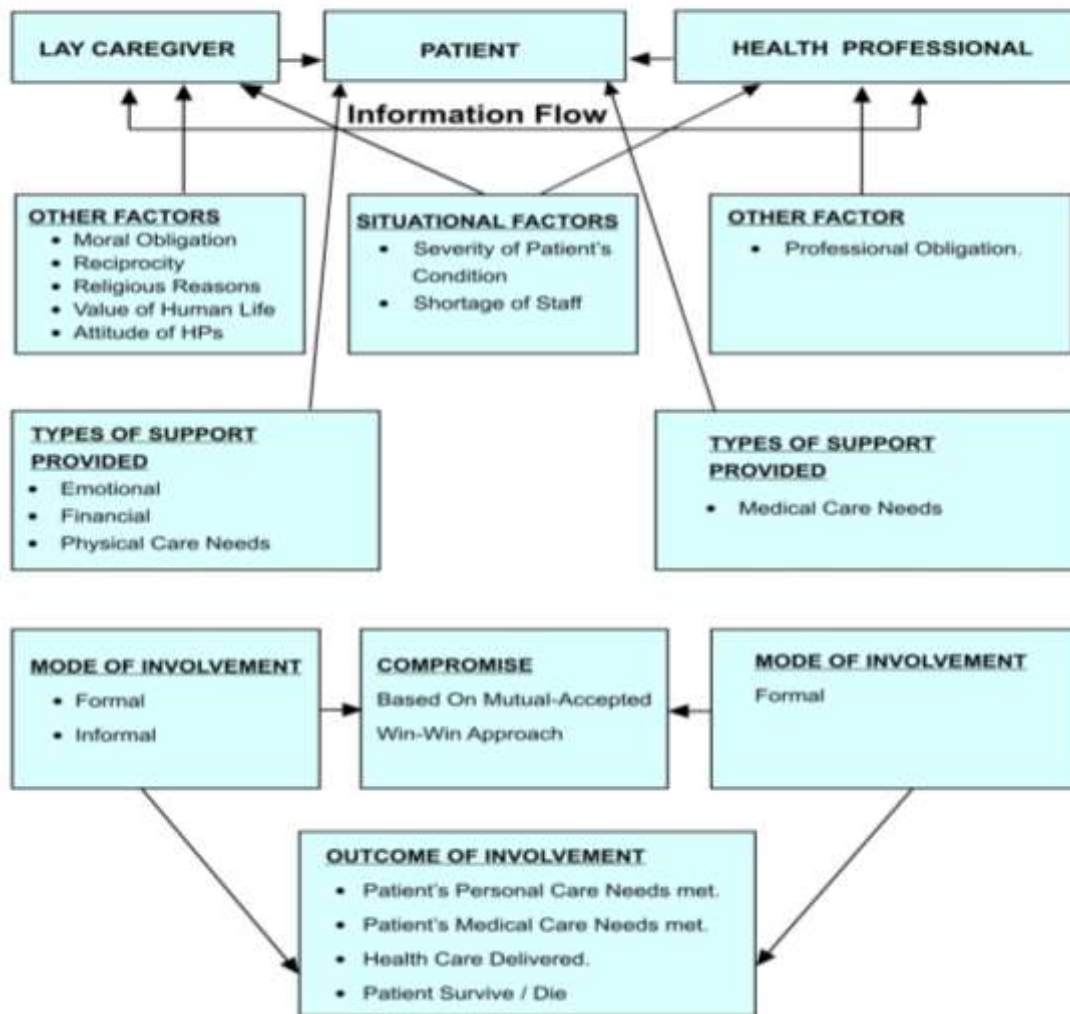 LAY CAREGIVER
PATIENT
HEALTH PROFESSIONAL
Information Flow
OTHER FACTORS
• Moral Obligation
• Reciprocity
• Religious Reasons
• Value of Human Life
• Attitude of HPs
SITUATIONAL FACTORS
• Severity of Patient's
Condition
• Shortage of Staff
OTHER FACTOR
• Professional Obligation.
TYPES OF SUPPORT
PROVIDED
• Emotional
• Financial
• Physical Care Needs
TYPES OF SUPPORT
PROVIDED
• Medical Care Needs
MODE OF INVOLVEMENT
• Formal
• Informal
COMPROMISE
Based On Mutual-Accepted
Win-Win Approach
MODE OF INVOLVEMENT
Formal
OUTCOME OF INVOLVEMENT
• Patient's Personal Care Needs met.
• Patient's Medical Care Needs met.
• Health Care Delivered.
• Patient Survive / Die